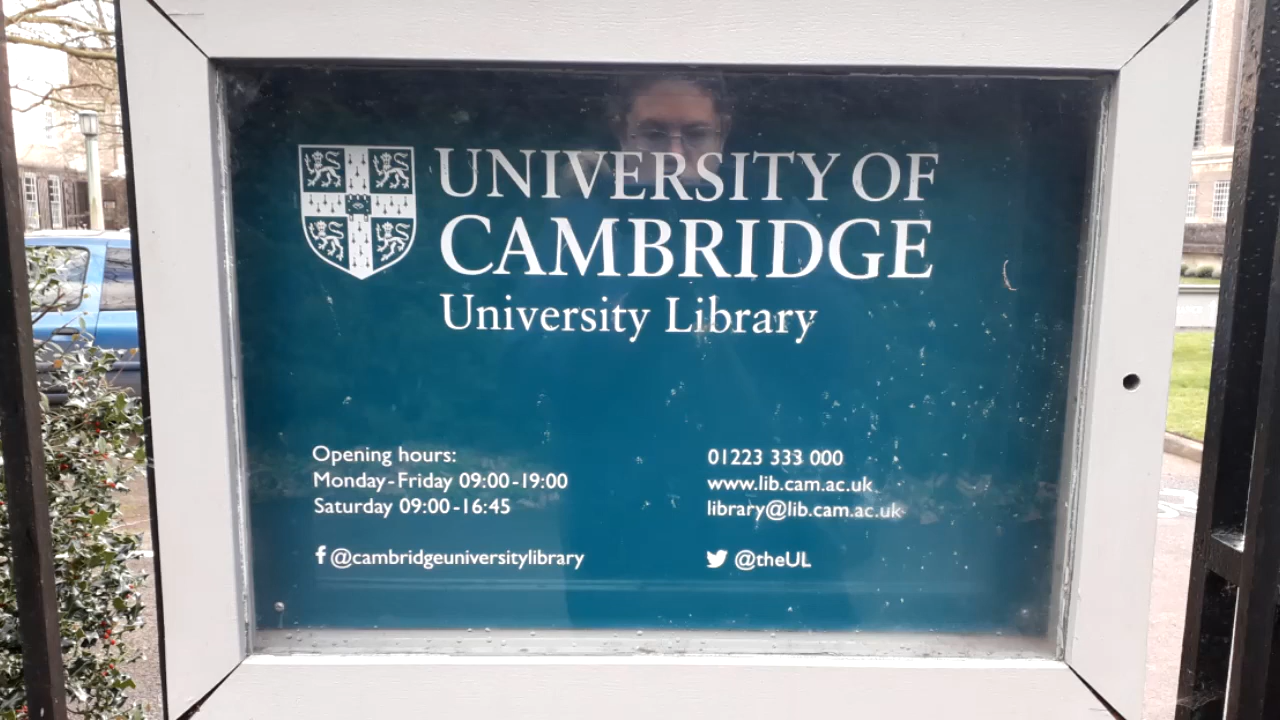 UNIVERSITY OF
CAMBRIDGE
University Library
Opening hours:
Monday-Friday 09:00-19:00
Saturday 09:00-16:45
@cambridgeuniversitylibrary
01223 333 000
www.lib.cam.ac.uk
library@lib.cam.ac.uk
@theUL